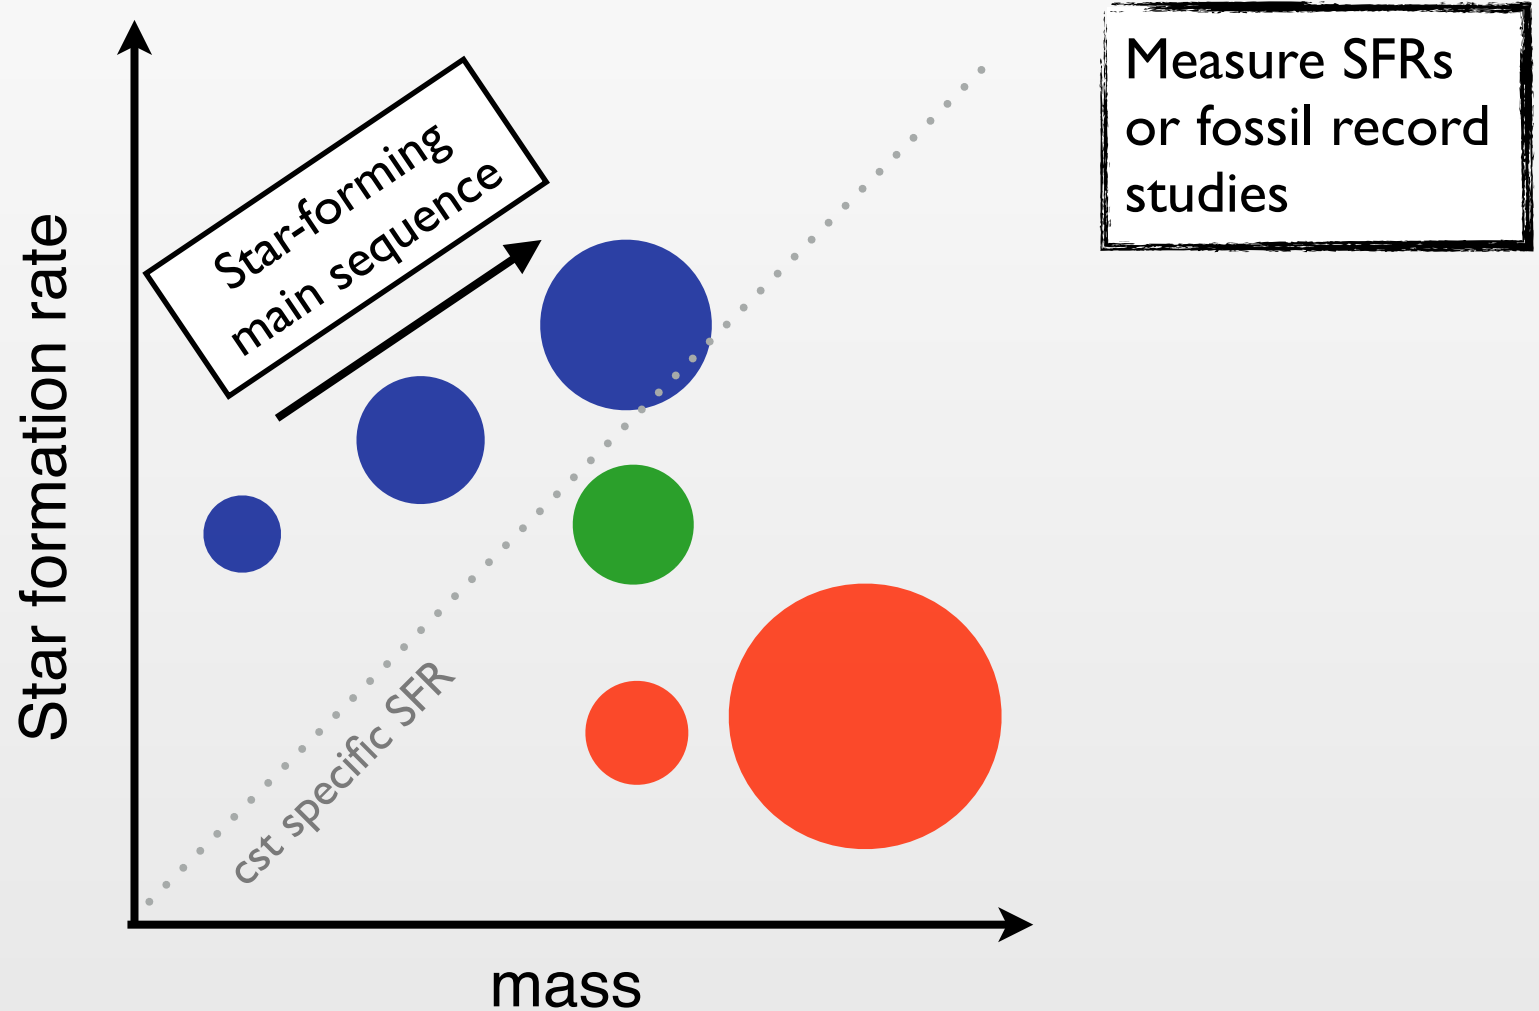 Measure SFRs
or fossil record
studies
Star-forming
main sequence
Star formation rate
cst specific SFR
mass